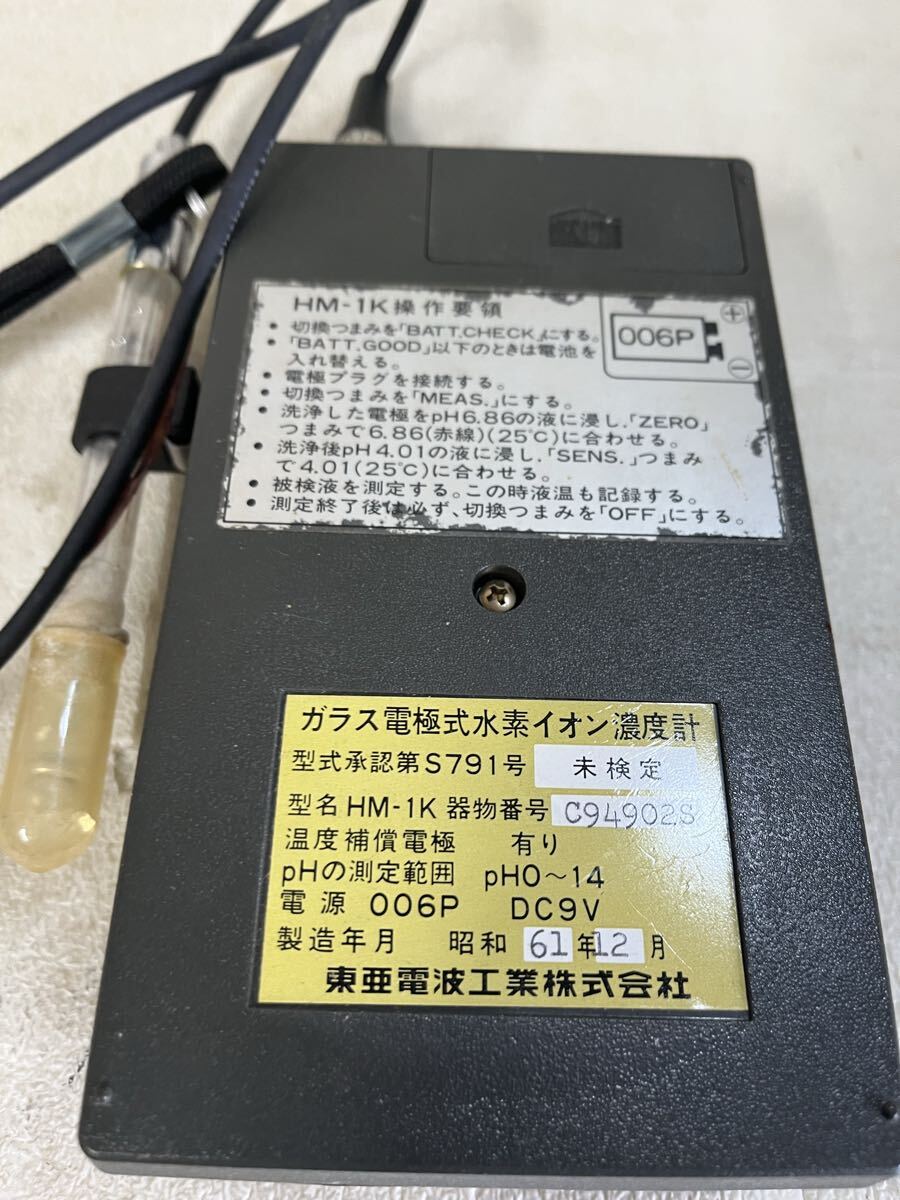 HM-1K操作要領
• 切換つまみを「BATT.CHECK」にする。
• 「BATT.GOOD」以下のときは電池を
入れ替える。
• 電極プラグを接続する。
• 切換つまみを「MEAS.」にする。
• 洗浄した電極をpH6.86の液に浸し、「ZERO」
つまみで6.86(赤線)(25℃)に合わせる。
• 洗浄後pH4.01の液に浸し、「SENS.」つまみ
で4.01(25℃)に合わせる。
• 被検液を測定する。この時液温も記録する。
• 測定終了後は必ず、切換つまみを「OFF」にする。
006P
+
−
ガラス電極式水素イオン濃度計
型式承認第S791号 未検定
型名 HM-1K 器物番号 C94902S
温度補償電極 有り
pHの測定範囲 pH0~14
電源 006P DC9V
製造年月 昭和 61年12月
東亜電波工業株式会社